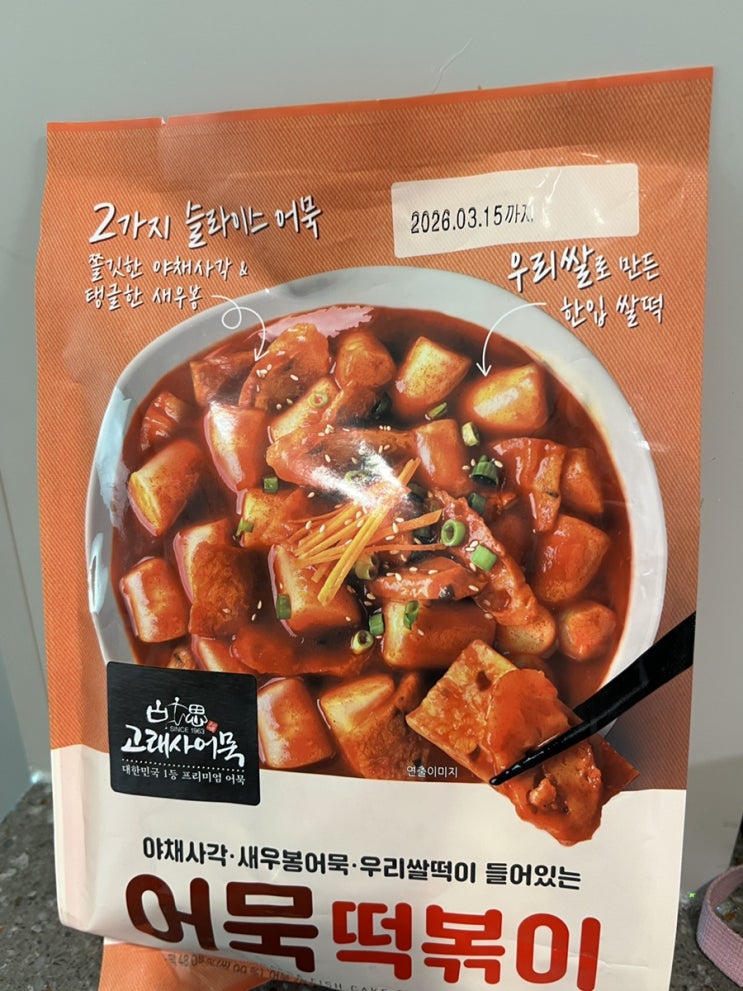 2가지 슬라이스 어묵
쫄깃한 야채사각 &
탱글한 새우봉
2026.03.15까지
우리쌀로 만든
한입 쌀떡
SINCE 1963
고래사어묵
대한민국 1등 프리미엄 어묵
연출이미지
야채사각·새우봉어묵·우리쌀떡이 들어있는
어묵 떡볶이
FISH CAKE